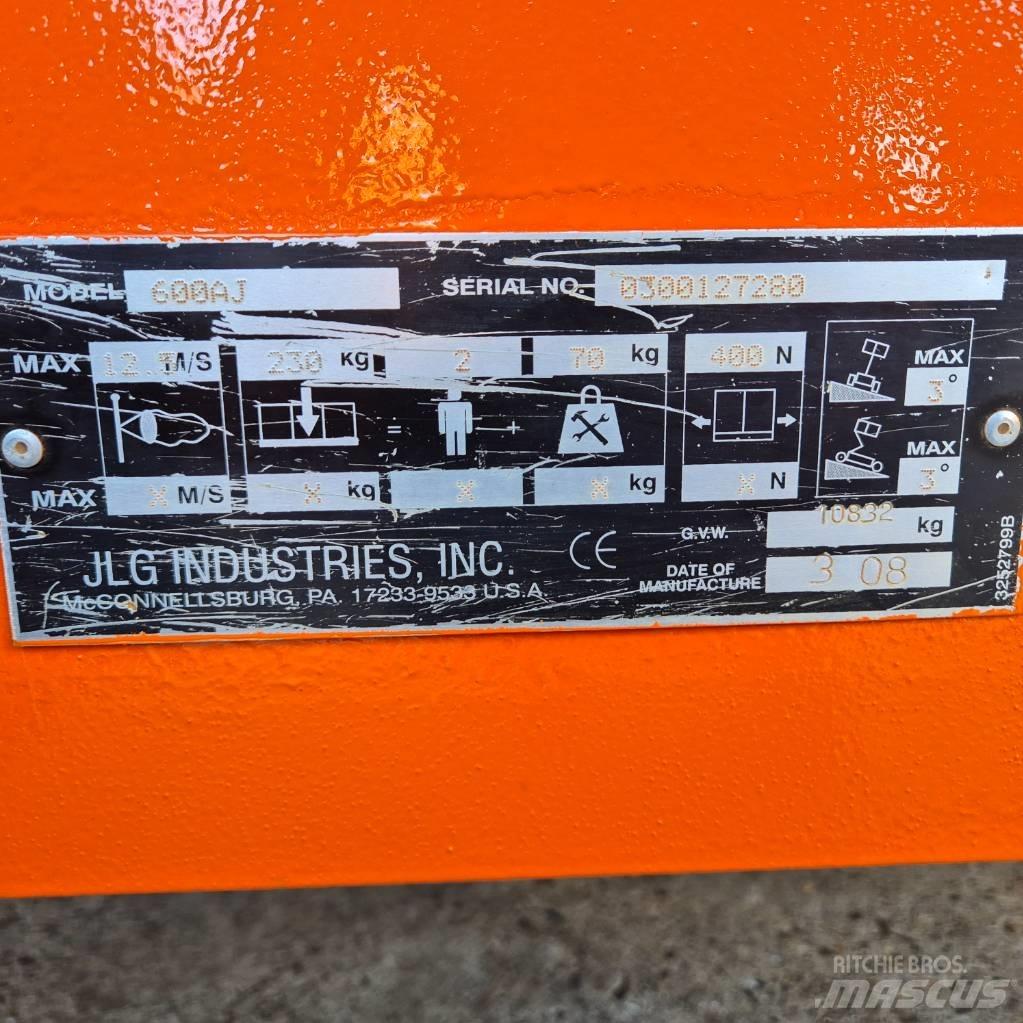 MODEL 600AJ SERIAL NO. 0300127280
MAX 12.5 M/S 230 kg 2 70 kg 400 N
MAX 3°
= +
MAX 3°
MAX X M/S X kg X X kg X N
G.V.W. 10832 kg
JLG INDUSTRIES, INC. CE
DATE OF MANUFACTURE 3 08
McCONNELLSBURG, PA. 17233-9533 U.S.A.
3252799B
RITCHIE BROS.
MASCUS